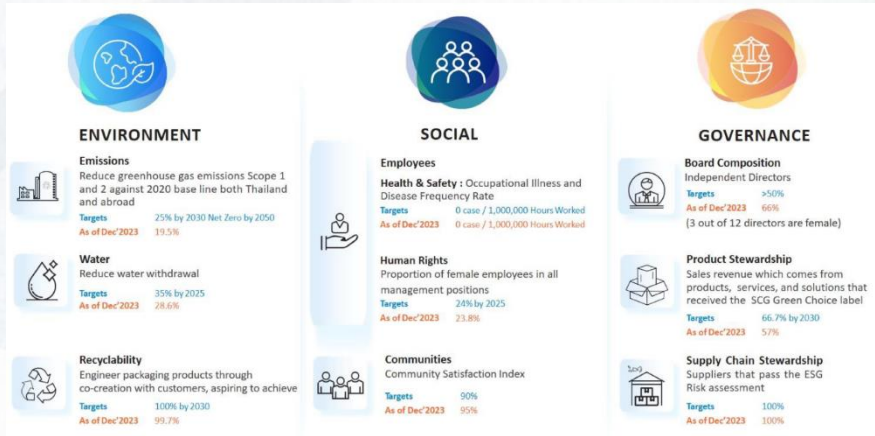 ENVIRONMENT
Emissions
Reduce greenhouse gas emissions Scope 1
and 2 against 2020 base line both Thailand
and abroad
Targets 25% by 2030 Net Zero by 2050
As of Dec'2023 19.5%
Water
Reduce water withdrawal
Targets 35% by 2025
As of Dec'2023 28.6%
Recyclability
Engineer packaging products through
co-creation with customers, aspiring to achieve
Targets 100% by 2030
As of Dec'2023 99.7%
SOCIAL
Employees
Health & Safety : Occupational Illness and
Disease Frequency Rate
Targets 0 case / 1,000,000 Hours Worked
As of Dec'2023 0 case / 1,000,000 Hours Worked
Human Rights
Proportion of female employees in all
management positions
Targets 24% by 2025
As of Dec'2023 23.8%
Communities
Community Satisfaction Index
Targets 90%
As of Dec'2023 95%
GOVERNANCE
Board Composition
Independent Directors
Targets >50%
As of Dec'2023 66%
(3 out of 12 directors are female)
Product Stewardship
Sales revenue which comes from
products, services, and solutions that
received the SCG Green Choice label
Targets 66.7% by 2030
As of Dec'2023 57%
Supply Chain Stewardship
Suppliers that pass the ESG
Risk assessment
Targets 100%
As of Dec'2023 100%